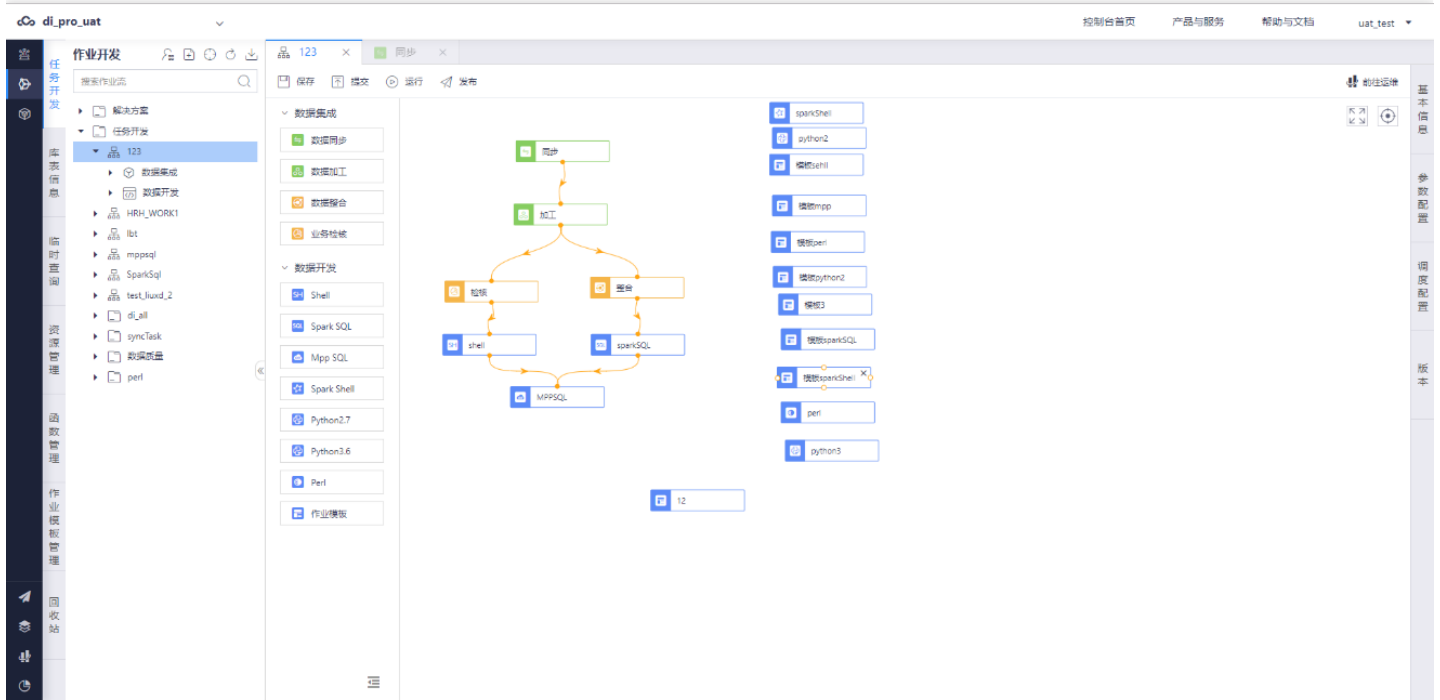 di_pro_uat
控制台首页
产品与服务
帮助与文档
uat_test
任务开发
库表信息
临时查询
资源管理
函数管理
作业模板管理
回收站
作业开发
搜索作业流
解决方案
任务开发
123
数据集成
数据开发
HRH_WORK1
lbt
mppsql
SparkSql
test_liuxd_2
di_all
syncTask
数据质量
perl
123
同步
保存
提交
运行
发布
前往运维
数据集成
数据同步
数据加工
数据整合
业务检核
数据开发
SH Shell
SQL Spark SQL
Mpp SQL
Spark Shell
Python2.7
Python3.6
Perl
作业模板
同步
加工
检核
整合
SH shell
SQL sparkSQL
MPPSQL
12
sparkShell
python2
模板sehll
模板mpp
模板perl
模板python2
模板3
模板sparkSQL
模板sparkShell
perl
python3
基本信息
参数配置
调度配置
版本